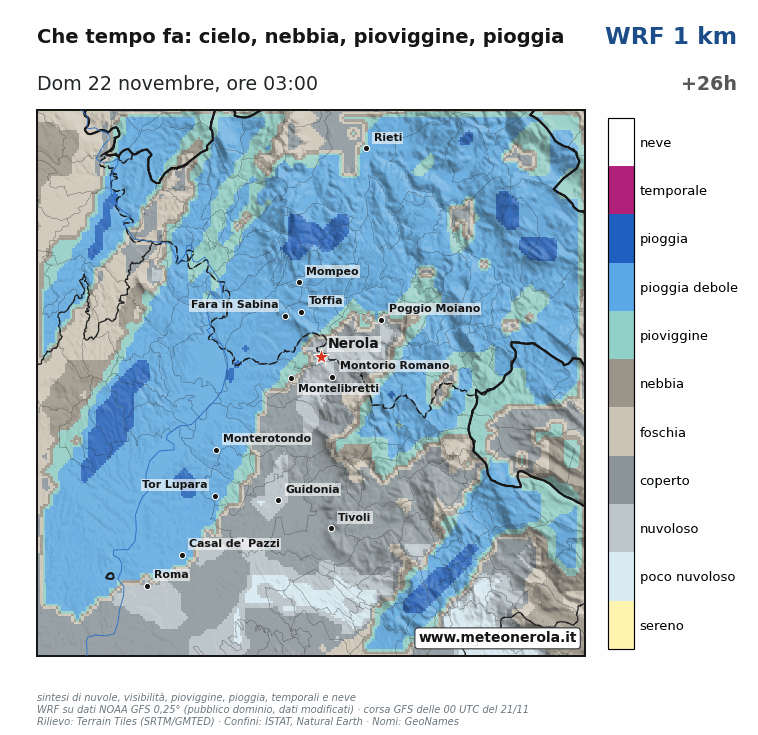 Che tempo fa: cielo, nebbia, pioviggine, pioggia
WRF 1 km
Dom 22 novembre, ore 03:00
+26h
Rieti
Mompeo
Fara in Sabina
Toffia
Poggio Moiano
Nerola
Montorio Romano
Montelibretti
Monterotondo
Tor Lupara
Guidonia
Tivoli
Casal de' Pazzi
Roma
www.meteonerola.it
neve
temporale
pioggia
pioggia debole
pioviggine
nebbia
foschia
coperto
nuvoloso
poco nuvoloso
sereno
sintesi di nuvole, visibilità, pioviggine, pioggia, temporali e neve
WRF su dati NOAA GFS 0,25° (pubblico dominio, dati modificati) · corsa GFS delle 00 UTC del 21/11
Rilievo: Terrain Tiles (SRTM/GMTED) · Confini: ISTAT, Natural Earth · Nomi: GeoNames